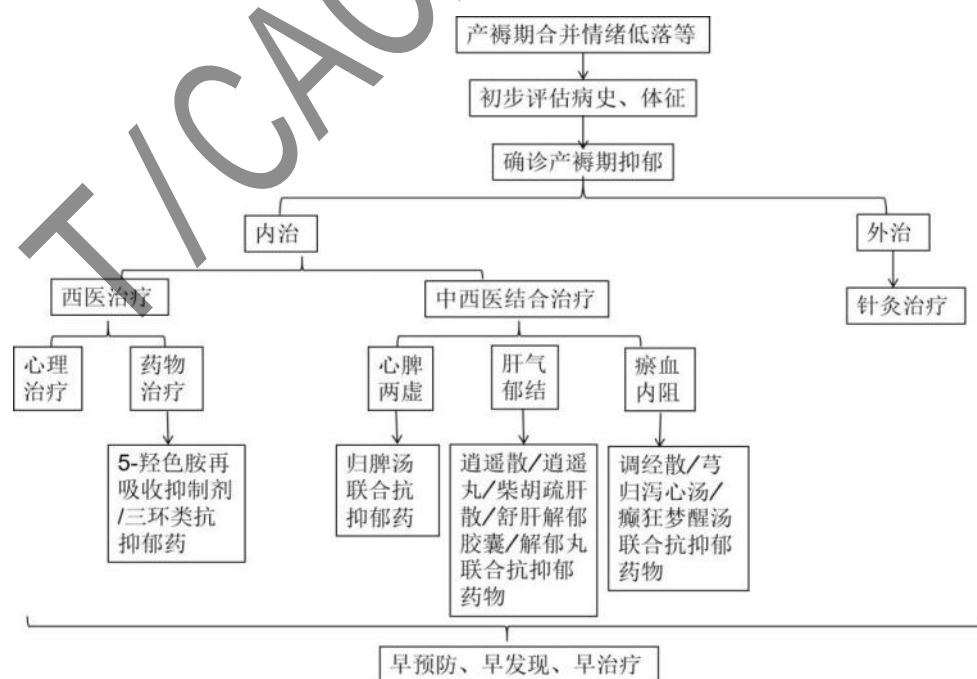 T/CAC
产褥期合并情绪低落等
初步评估病史、体征
确诊产褥期抑郁
内治
外治
西医治疗
中西医结合治疗
针灸治疗
心理
治疗
药物
治疗
心脾
两虚
肝气
郁结
瘀血
内阻
5-羟色胺再
吸收抑制剂
/三环类抗
抑郁药
归脾汤
联合抗
抑郁药
逍遥散/逍遥
丸/柴胡疏肝
散/舒肝解郁
胶囊/解郁丸
联合抗抑郁
药物
调经散/芎
归泻心汤/
癫狂梦醒汤
联合抗抑郁
药物
早预防、早发现、早治疗